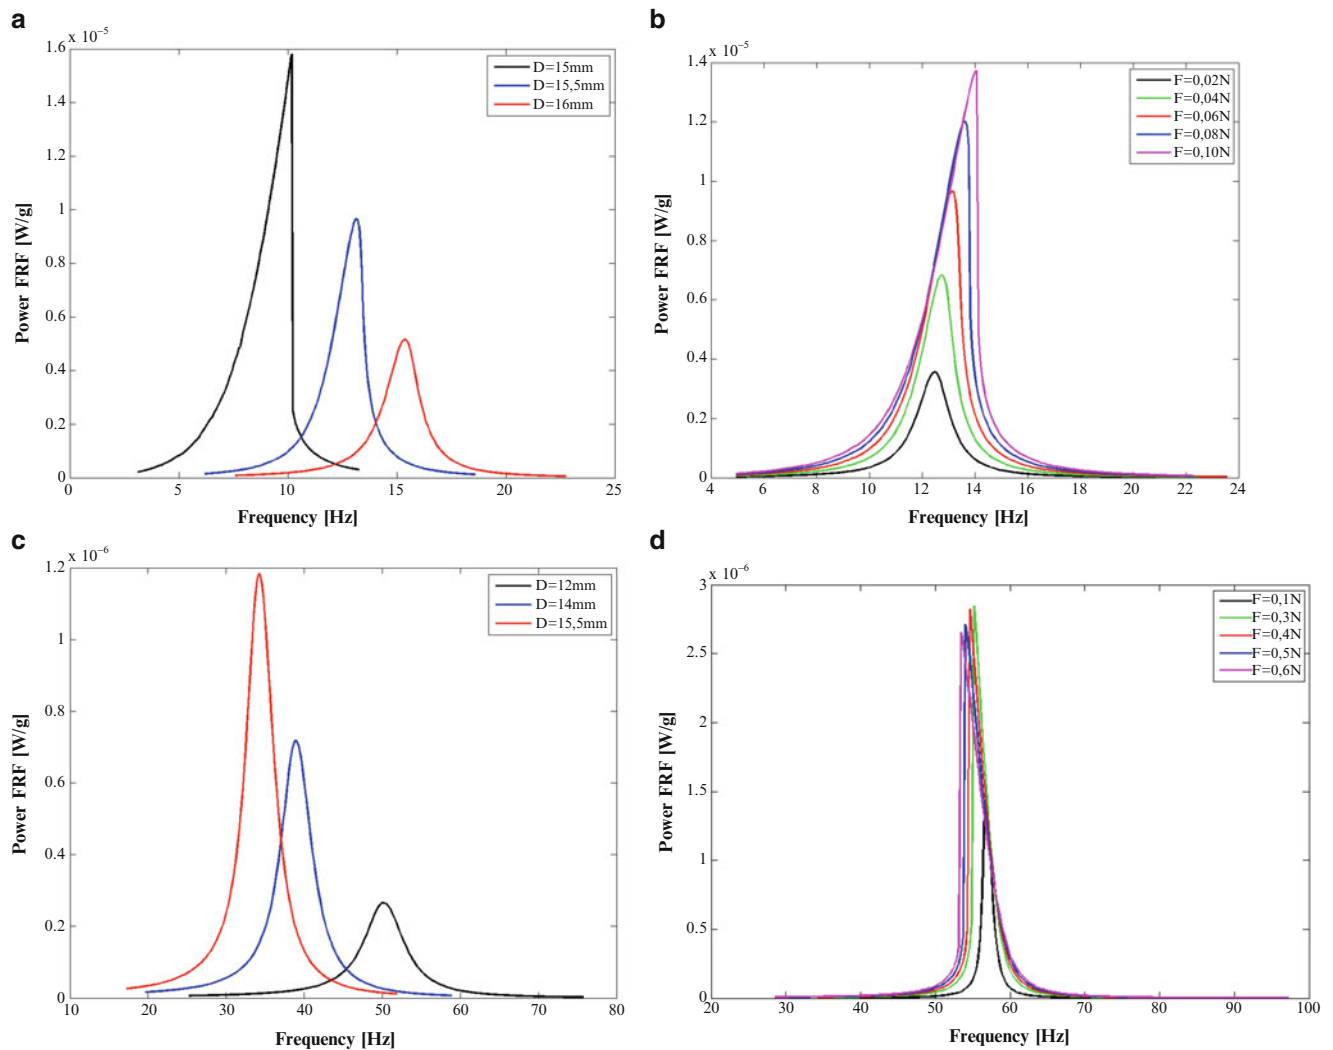 a
x 10⁻⁵
1.6
1.4
1.2
1
0.8
0.6
0.4
0.2
0
0 5 10 15 20 25
Power FRF [W/g]
Frequency [Hz]
D=15mm
D=15,5mm
D=16mm
b
x 10⁻⁵
1.4
1.2
1
0.8
0.6
0.4
0.2
0
4 6 8 10 12 14 16 18 20 22 24
Power FRF [W/g]
Frequency [Hz]
F=0,02N
F=0,04N
F=0,06N
F=0,08N
F=0,10N
c
x 10⁻⁶
1.2
1
0.8
0.6
0.4
0.2
0
10 20 30 40 50 60 70 80
Power FRF [W/g]
Frequency [Hz]
D=12mm
D=14mm
D=15,5mm
d
x 10⁻⁶
3
2.5
2
1.5
1
0.5
0
20 30 40 50 60 70 80 90 100
Power FRF [W/g]
Frequency [Hz]
F=0,1N
F=0,3N
F=0,4N
F=0,5N
F=0,6N